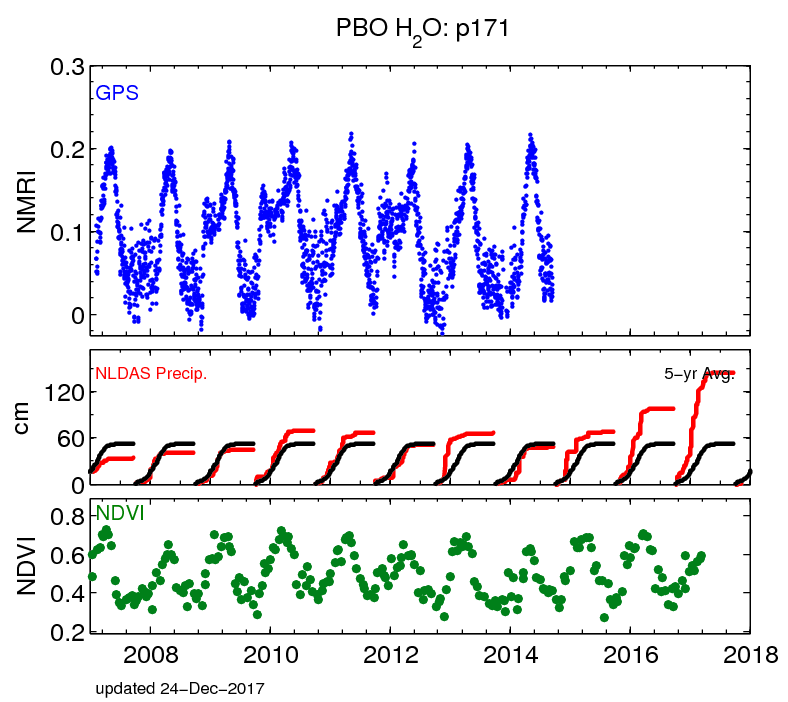 PBO H2O: p171
0.3
GPS
0.2
NMRI
0.1
0
NLDAS Precip.
5−yr Avg.
120
cm
60
0
NDVI
0.8
NDVI
0.6
0.4
0.2
2008 2010 2012 2014 2016 2018
updated 24−Dec−2017